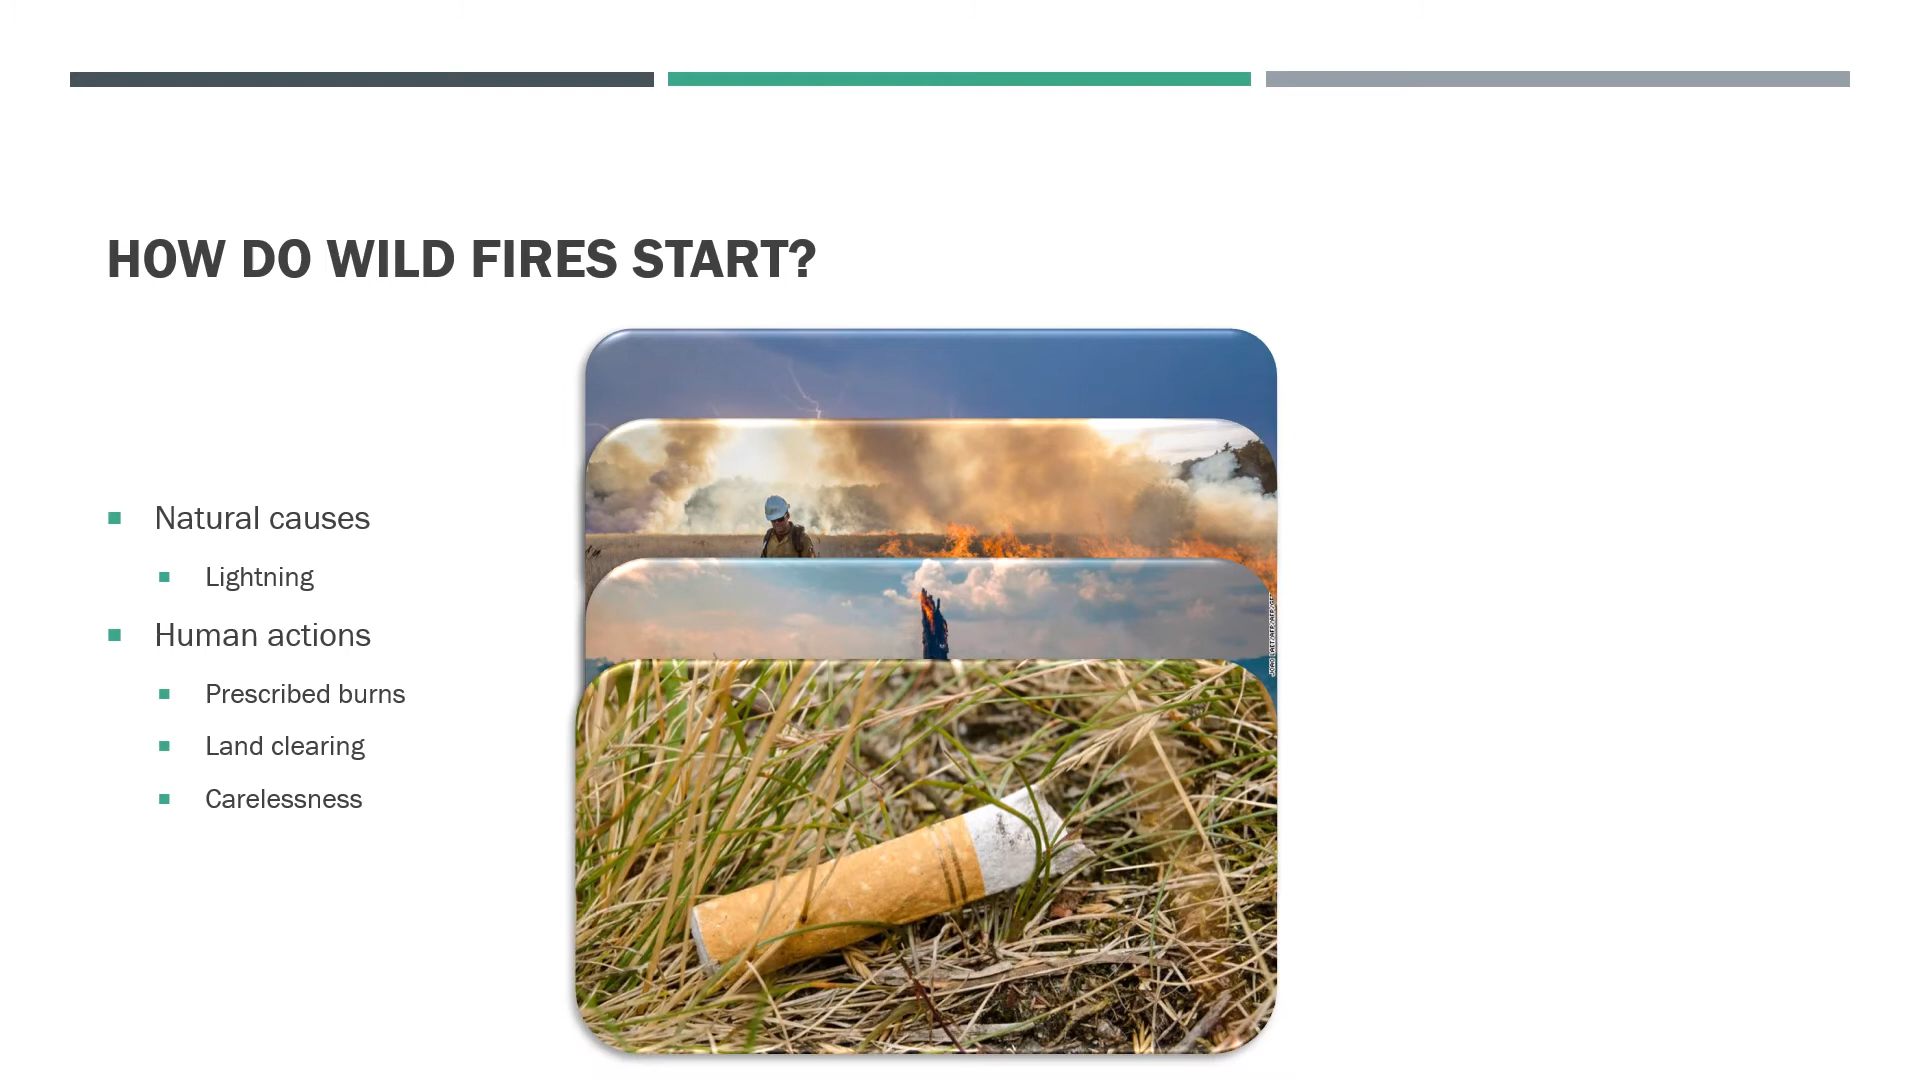 HOW DO WILD FIRES START?
Natural causes
Lightning
Human actions
Prescribed burns
Land clearing
Carelessness